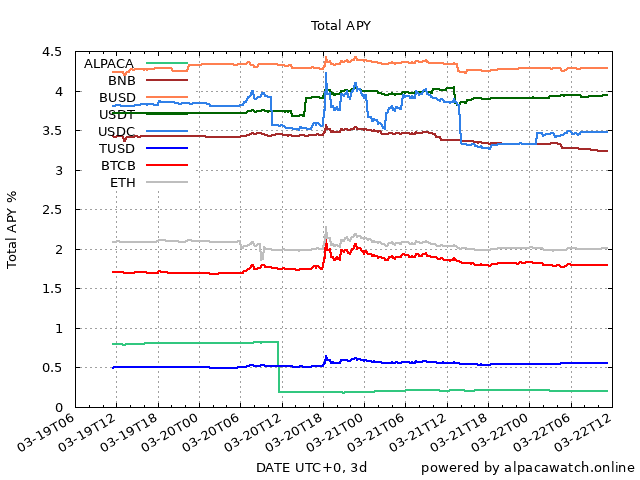 Total APY
Total APY %
4.5
4
3.5
3
2.5
2
1.5
1
0.5
0
ALPACA
BNB
BUSD
USDT
USDC
TUSD
BTCB
ETH
03-19T06
03-19T12
03-19T18
03-20T00
03-20T06
03-20T12
03-20T18
03-21T00
03-21T06
03-21T12
03-21T18
03-22T00
03-22T06
03-22T12
DATE UTC+0, 3d
powered by alpacawatch.online